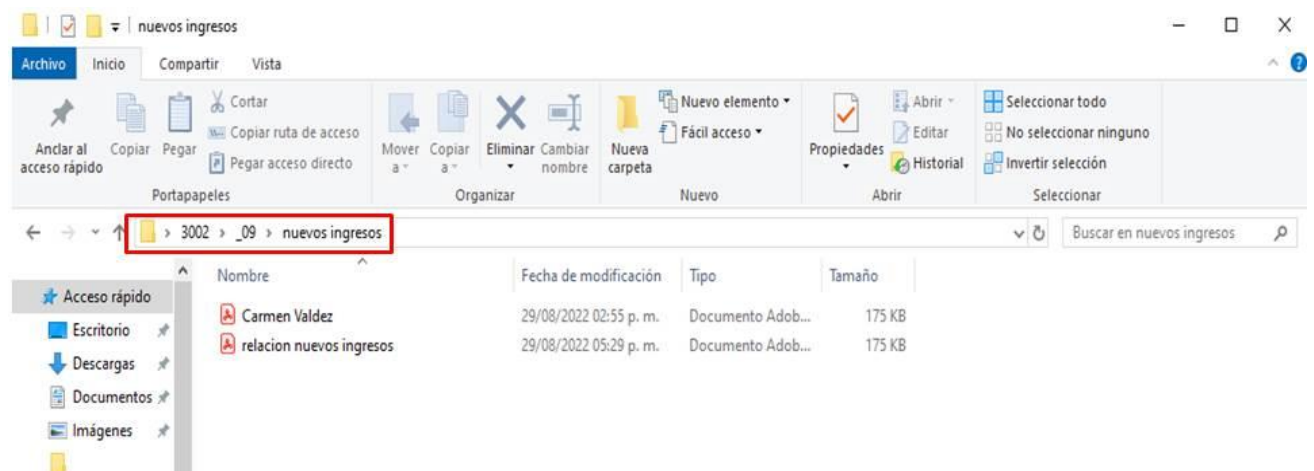 nuevos ingresos
Archivo Inicio Compartir Vista
Anclar al acceso rápido
Copiar
Pegar
Cortar
Copiar ruta de acceso
Pegar acceso directo
Portapapeles
Mover a
Copiar a
Eliminar
Cambiar nombre
Organizar
Nueva carpeta
Nuevo elemento
Fácil acceso
Nuevo
Propiedades
Abrir
Editar
Historial
Abrir
Seleccionar todo
No seleccionar ninguno
Invertir selección
Seleccionar
> 3002 > _09 > nuevos ingresos
Buscar en nuevos ingresos
Nombre Fecha de modificación Tipo Tamaño
Carmen Valdez 29/08/2022 02:55 p. m. Documento Adob... 175 KB
relacion nuevos ingresos 29/08/2022 05:29 p. m. Documento Adob... 175 KB
Acceso rápido
Escritorio
Descargas
Documentos
Imágenes